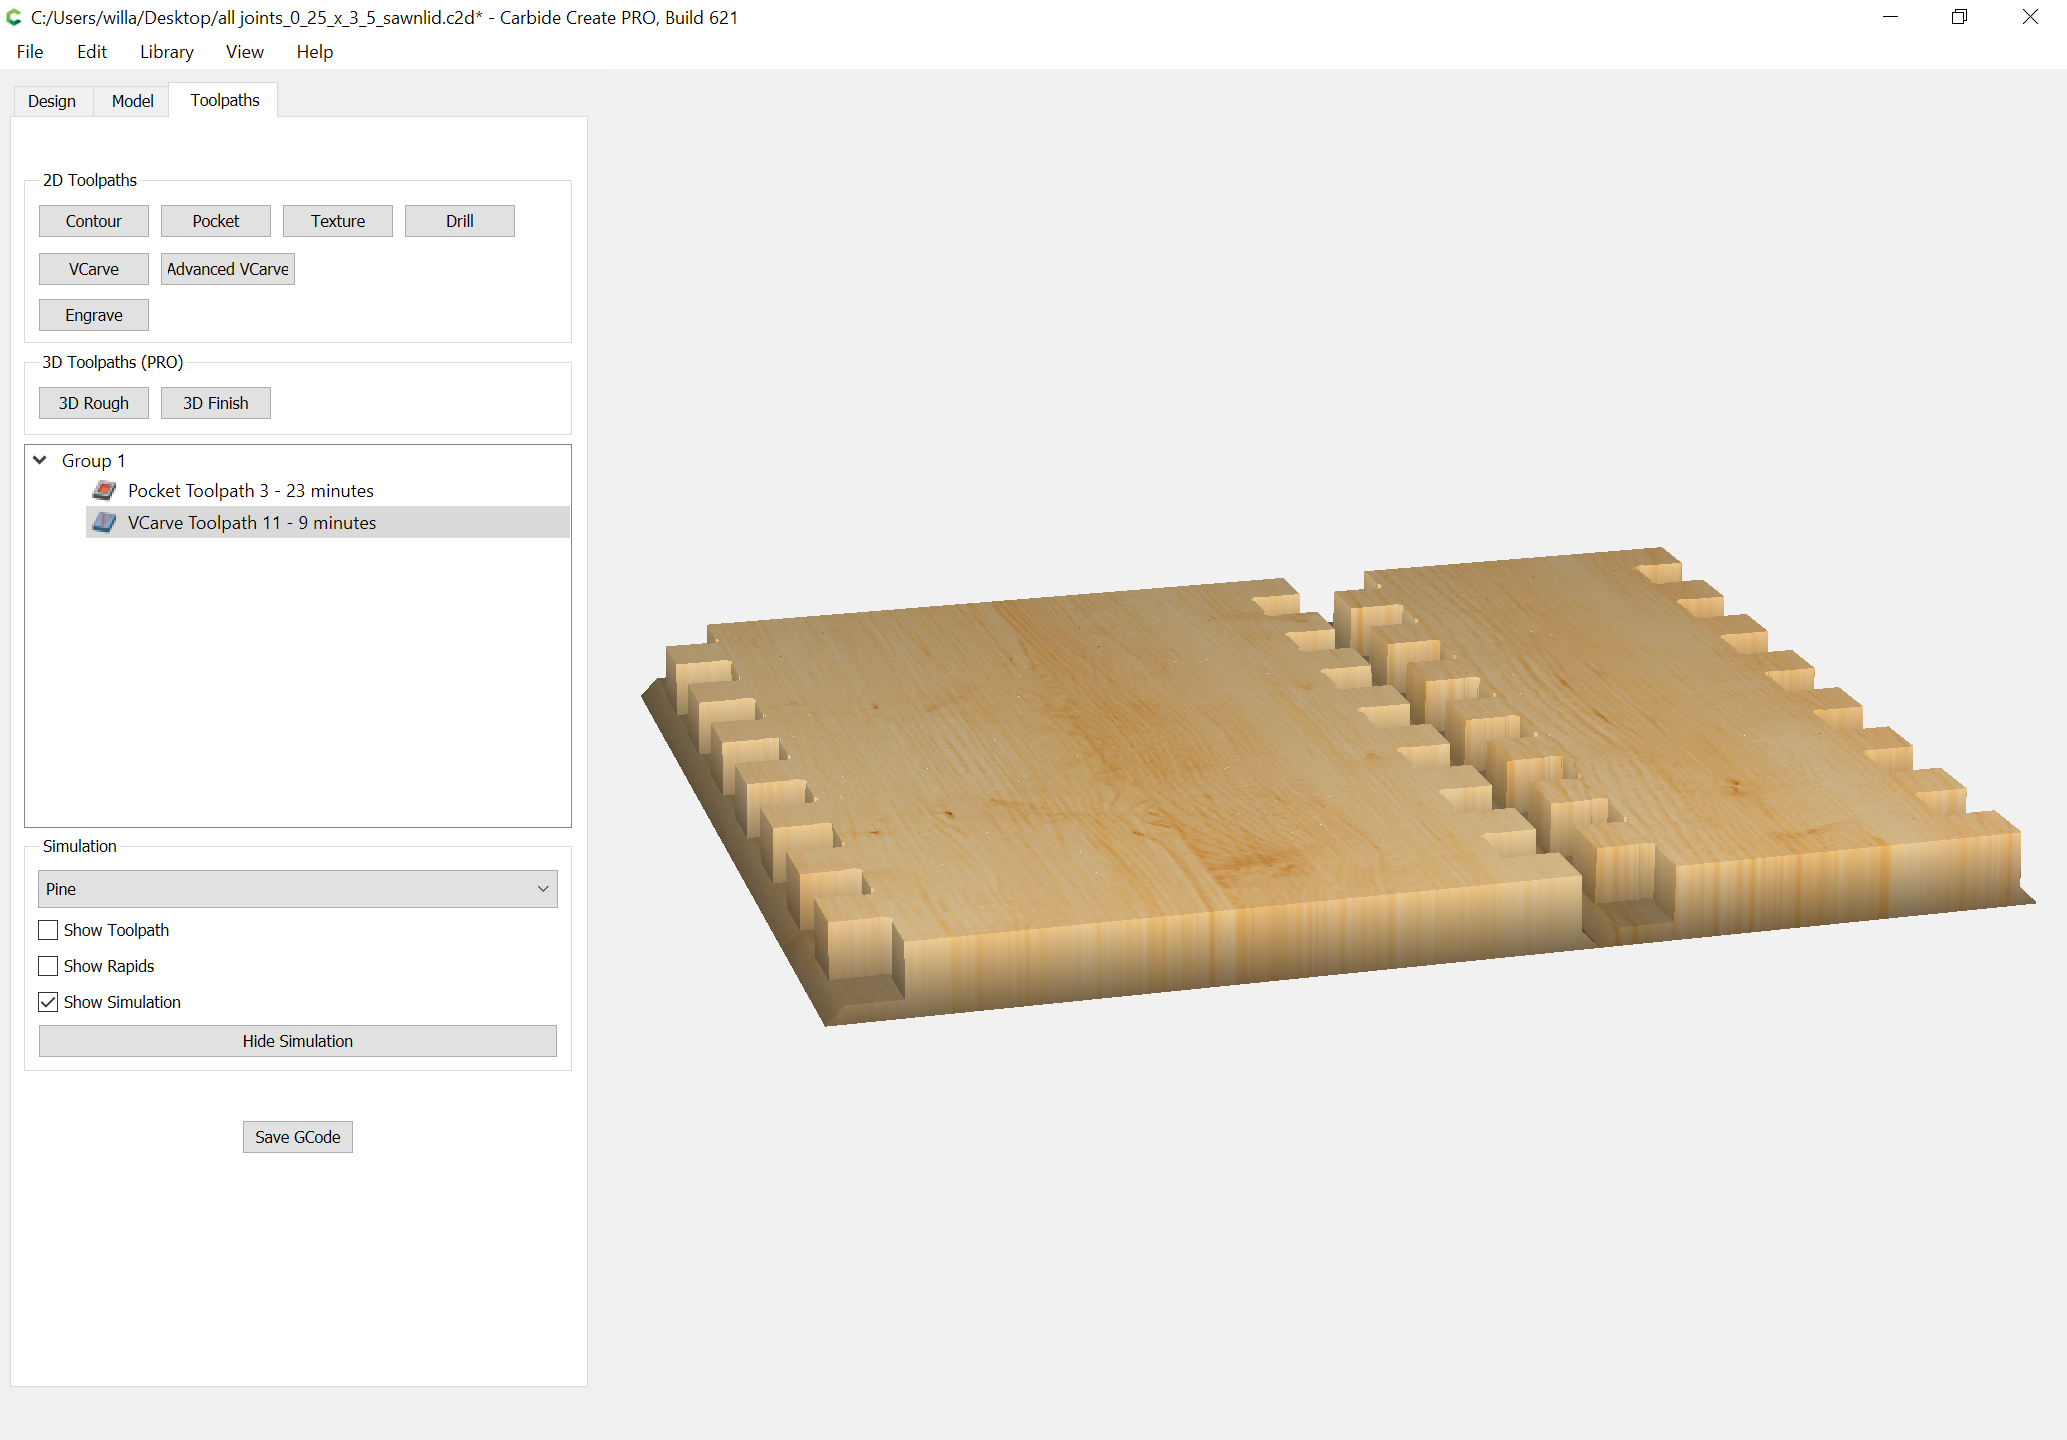 C:/Users/willa/Desktop/all joints_0_25_x_3_5_sawnlid.c2d* - Carbide Create PRO, Build 621
File Edit Library View Help
Design Model Toolpaths
2D Toolpaths
Contour Pocket Texture Drill
VCarve Advanced VCarve
Engrave
3D Toolpaths (PRO)
3D Rough 3D Finish
Group 1
Pocket Toolpath 3 - 23 minutes
VCarve Toolpath 11 - 9 minutes
Simulation
Pine
Show Toolpath
Show Rapids
Show Simulation
Hide Simulation
Save GCode